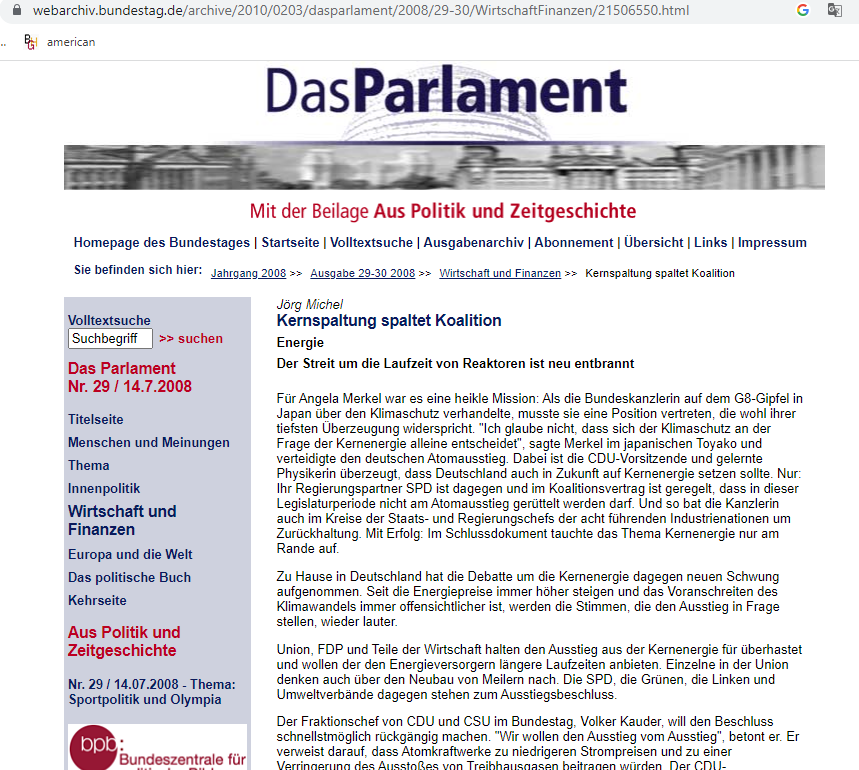 webarchiv.bundestag.de/archive/2010/0203/dasparlament/2008/29-30/WirtschaftFinanzen/21506550.html
american
DasParlament
Mit der Beilage Aus Politik und Zeitgeschichte
Homepage des Bundestages | Startseite | Volltextsuche | Ausgabenarchiv | Abonnement | Übersicht | Links | Impressum
Sie befinden sich hier: Jahrgang 2008 >> Ausgabe 29-30 2008 >> Wirtschaft und Finanzen >> Kernspaltung spaltet Koalition
Volltextsuche
Suchbegriff >> suchen
Das Parlament
Nr. 29 / 14.7.2008
Titelseite
Menschen und Meinungen
Thema
Innenpolitik
Wirtschaft und
Finanzen
Europa und die Welt
Das politische Buch
Kehrseite
Aus Politik und
Zeitgeschichte
Nr. 29 / 14.07.2008 - Thema:
Sportpolitik und Olympia
bpb:
Bundeszentrale für
Jörg Michel
Kernspaltung spaltet Koalition
Energie
Der Streit um die Laufzeit von Reaktoren ist neu entbrannt
Für Angela Merkel war es eine heikle Mission: Als die Bundeskanzlerin auf dem G8-Gipfel in
Japan über den Klimaschutz verhandelte, musste sie eine Position vertreten, die wohl ihrer
tiefsten Überzeugung widerspricht. "Ich glaube nicht, dass sich der Klimaschutz an der
Frage der Kernenergie alleine entscheidet", sagte Merkel im japanischen Toyako und
verteidigte den deutschen Atomausstieg. Dabei ist die CDU-Vorsitzende und gelernte
Physikerin überzeugt, dass Deutschland auch in Zukunft auf Kernenergie setzen sollte. Nur:
Ihr Regierungspartner SPD ist dagegen und im Koalitionsvertrag ist geregelt, dass in dieser
Legislaturperiode nicht am Atomausstieg gerüttelt werden darf. Und so bat die Kanzlerin
auch im Kreise der Staats- und Regierungschefs der acht führenden Industrienationen um
Zurückhaltung. Mit Erfolg: Im Schlussdokument tauchte das Thema Kernenergie nur am
Rande auf.
Zu Hause in Deutschland hat die Debatte um die Kernenergie dagegen neuen Schwung
aufgenommen. Seit die Energiepreise immer höher steigen und das Voranschreiten des
Klimawandels immer offensichtlicher ist, werden die Stimmen, die den Ausstieg in Frage
stellen, wieder lauter.
Union, FDP und Teile der Wirtschaft halten den Ausstieg aus der Kernenergie für überhastet
und wollen der den Energieversorgern längere Laufzeiten anbieten. Einzelne in der Union
denken auch über den Neubau von Meilern nach. Die SPD, die Grünen, die Linken und
Umweltverbände dagegen stehen zum Ausstiegsbeschluss.
Der Fraktionschef von CDU und CSU im Bundestag, Volker Kauder, will den Beschluss
schnellstmöglich rückgängig machen. "Wir wollen den Ausstieg vom Ausstieg", betont er. Er
verweist darauf, dass Atomkraftwerke zu niedrigeren Strompreisen und zu einer
Verringerung des Ausstoßes von Treibhausgasen beitragen würden. Der CDU-